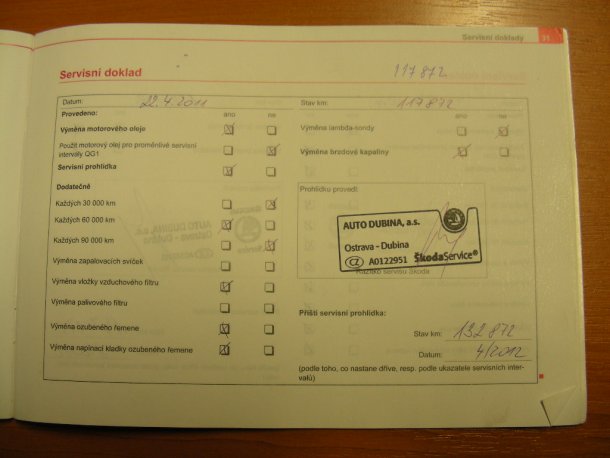 Servisní doklady 31
Servisní doklad
117 872
Datum: 22.4.2011
Stav km: 117872
Provedeno: ano ne
ano ne
Výměna motorového oleje
Výměna lambda-sondy
Použit motorový olej pro proměnlivé servisní
intervaly QG1
Výměna brzdové kapaliny
Servisní prohlídka
Dodatečně
Prohlídku provedl:
Každých 30 000 km
Každých 60 000 km
Každých 90 000 km
AUTO DUBINA, a.s.
Ostrava - Dubina
CZ A0122951 ŠkodaService®
Razítko servisu Škoda
Výměna zapalovacích svíček
Výměna vložky vzduchového filtru
Výměna palivového filtru
Příští servisní prohlídka:
Výměna ozubeného řemene
Stav km: 132 872
Výměna napínací kladky ozubeného řemene
Datum: 4/2012
(podle toho, co nastane dříve, resp. podle ukazatele servisních inter-
valů)